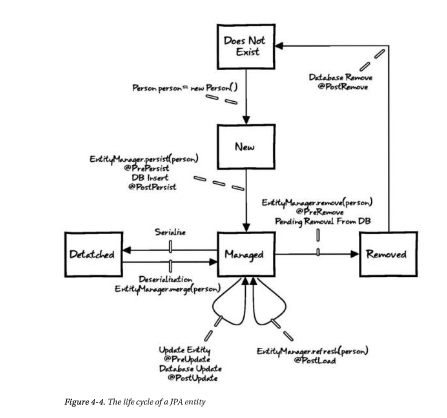 Does Not
Exist
Person person = new Person()
Database Remove
@PostRemove
New
EntityManager.persist(person)
@PrePersist
DB Insert
@PostPersist
EntityManager.remove(person)
@PreRemove
Pending Removal From DB
Serialise
Detatched
Managed
Removed
Deserialisation
EntityManager.merge(person)
Update Entity
@PreUpdate
Database Update
@PostUpdate
EntityManager.refresh(person)
@PostLoad
Figure 4-4. The life cycle of a JPA entity